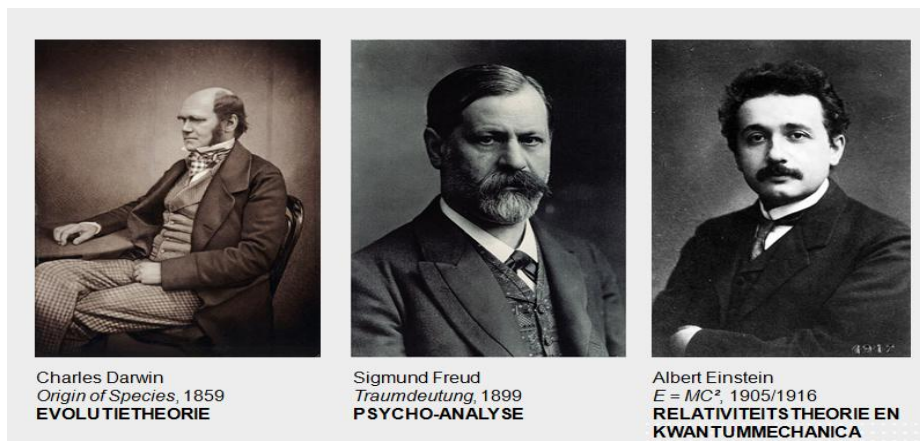 Charles Darwin
Origin of Species, 1859
EVOLUTIETHEORIE
Sigmund Freud
Traumdeutung, 1899
PSYCHO-ANALYSE
1912
Albert Einstein
E = MC², 1905/1916
RELATIVITEITSTHEORIE EN
KWANTUMMECHANICA